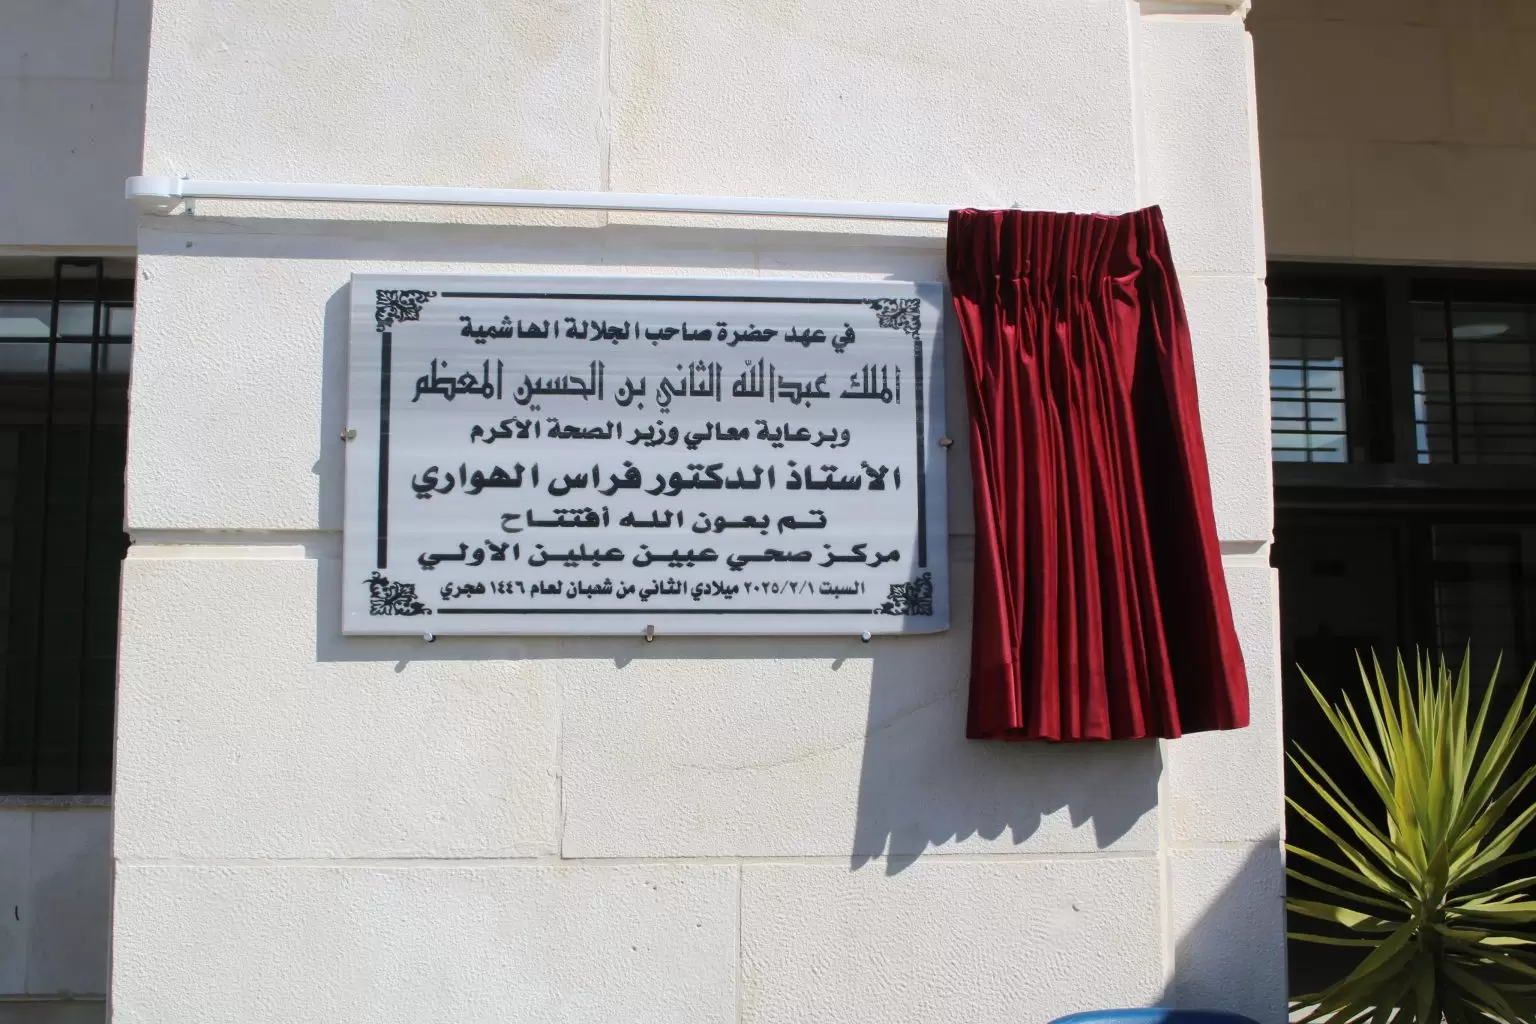 في عهد حضرة صاحب الجلالة الهاشمية
الملك عبدالله الثاني بن الحسين المعظم
وبرعاية معالي وزير الصحة الأكرم
الأستاذ الدكتور فراس الهواري
تم بعون الله أفتتاح
مركز صحي عبين عبلين الأولي
السبت ٢٠٢٥/٢/١ ميلادي الثاني من شعبان لعام ١٤٤٦ هجري